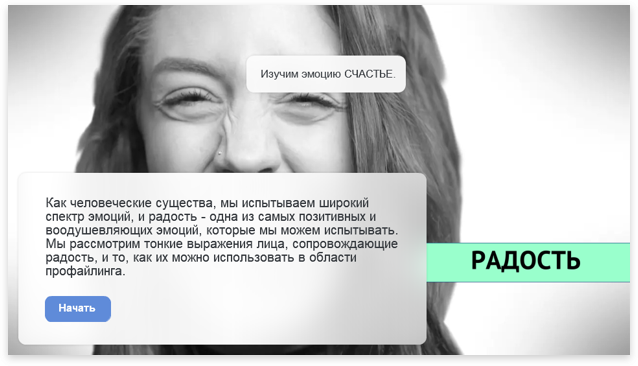 Изучим эмоцию СЧАСТЬЕ.
Как человеческие существа, мы испытываем широкий
спектр эмоций, и радость - одна из самых позитивных и
воодушевляющих эмоций, которые мы можем испытывать.
Мы рассмотрим тонкие выражения лица, сопровождающие
радость, и то, как их можно использовать в области
профайлинга.
РАДОСТЬ
Начать